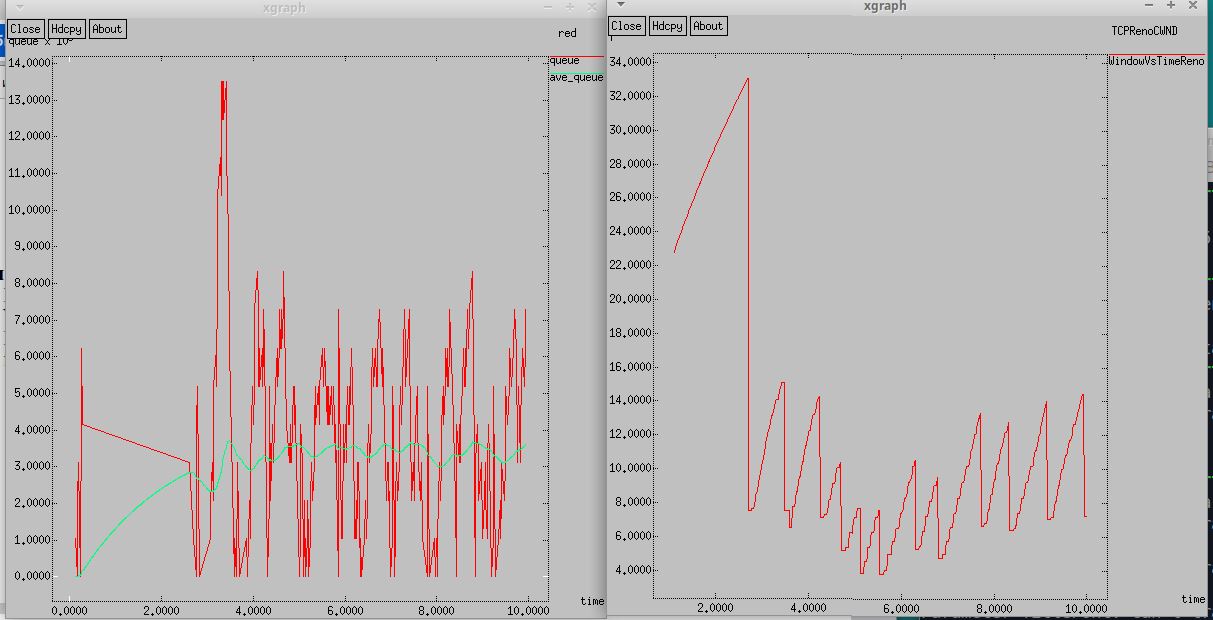 xgraph
Close Hdcpy About
queue x 10³
red
queue
ave_queue
14.0000
13.0000
12.0000
11.0000
10.0000
9.0000
8.0000
7.0000
6.0000
5.0000
4.0000
3.0000
2.0000
1.0000
0.0000
0.0000 2.0000 4.0000 6.0000 8.0000 10.0000
time
xgraph
Close Hdcpy About
TCPRenoCWND
WindowVsTimeReno
34.0000
32.0000
30.0000
28.0000
26.0000
24.0000
22.0000
20.0000
18.0000
16.0000
14.0000
12.0000
10.0000
8.0000
6.0000
4.0000
2.0000 4.0000 6.0000 8.0000 10.0000
time